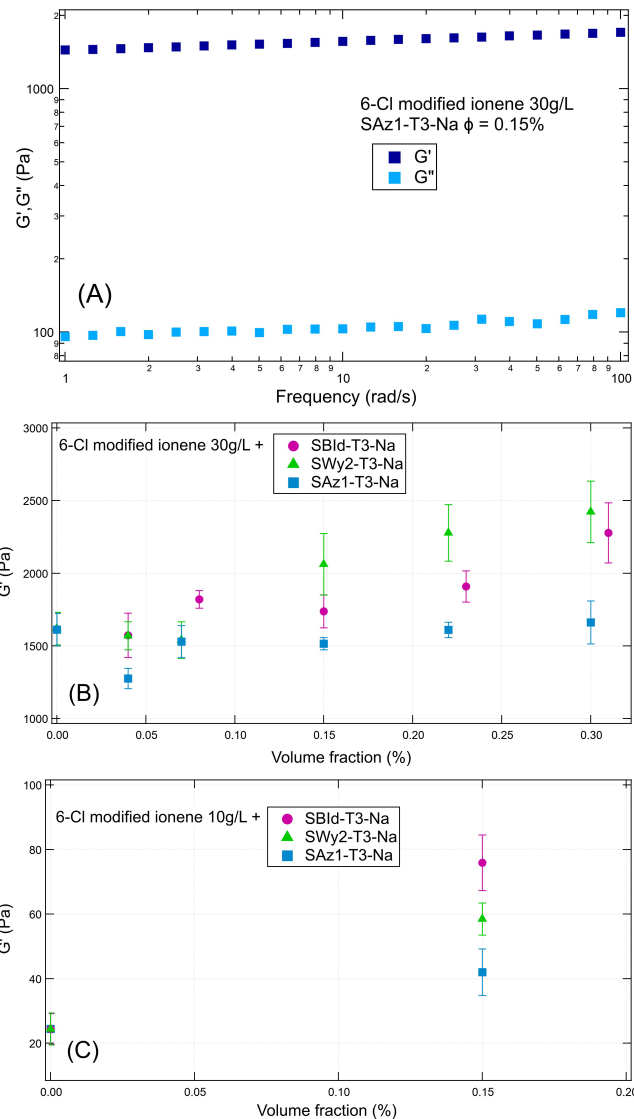 2
1000
9
8
7
6
5
4
3
2
100
9
8
G',G" (Pa)
6-Cl modified ionene 30g/L
SAz1-T3-Na ϕ = 0.15%
G'
G"
(A)
1 2 3 4 5 6 7 8 9 10 2 3 4 5 6 7 8 9 100
Frequency (rad/s)
3000
2500
2000
1500
1000
G' (Pa)
6-Cl modified ionene 30g/L +
SBId-T3-Na
SWy2-T3-Na
SAz1-T3-Na
(B)
0.00 0.05 0.10 0.15 0.20 0.25 0.30
Volume fraction (%)
100
80
60
40
20
G' (Pa)
6-Cl modified ionene 10g/L +
SBId-T3-Na
SWy2-T3-Na
SAz1-T3-Na
(C)
0.00 0.05 0.10 0.15 0.20
Volume fraction (%)